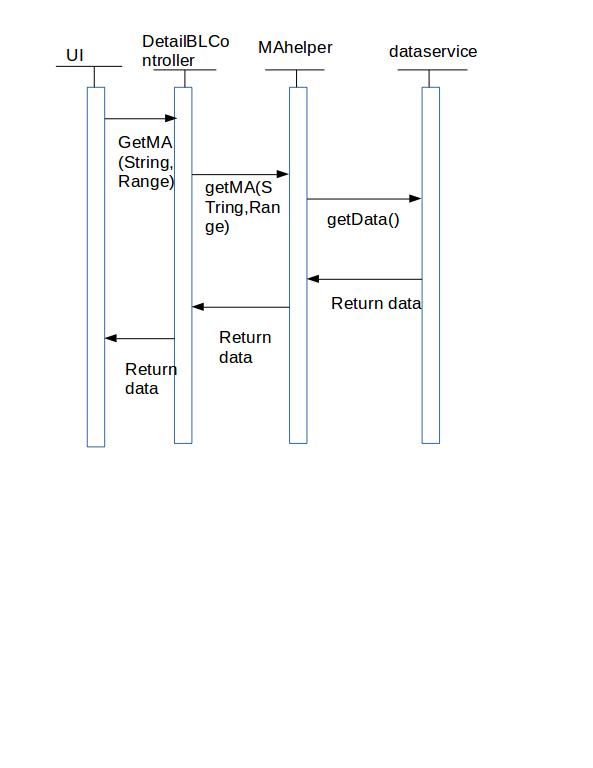 UI
DetailBLCo
ntroller
MAhelper
dataservice
GetMA
(String,
Range)
getMA(S
Tring,Ran
ge)
getData()
Return data
Return
data
Return
data